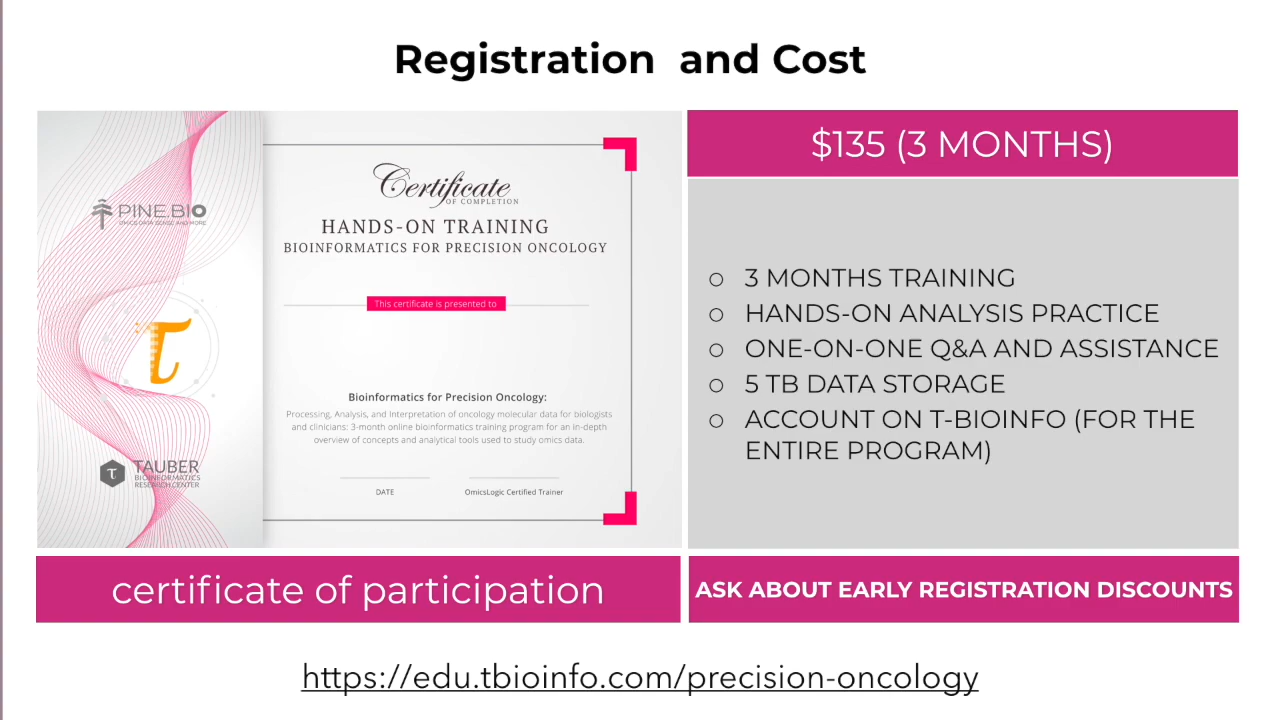 Registration and Cost
PINE.BIO
OMICS DATA SENSE AND MORE
τ
TAUBER
BIOINFORMATICS
RESEARCH CENTER
Certificate
OF COMPLETION
HANDS-ON TRAINING
BIOINFORMATICS FOR PRECISION ONCOLOGY
This certificate is presented to
Bioinformatics for Precision Oncology:
Processing, Analysis, and Interpretation of oncology molecular data for biologists
and clinicians: 3-month online bioinformatics training program for an in-depth
overview of concepts and analytical tools used to study omics data.
DATE
OmicsLogic Certified Trainer
certificate of participation
$135 (3 MONTHS)
○ 3 MONTHS TRAINING
○ HANDS-ON ANALYSIS PRACTICE
○ ONE-ON-ONE Q&A AND ASSISTANCE
○ 5 TB DATA STORAGE
○ ACCOUNT ON T-BIOINFO (FOR THE
ENTIRE PROGRAM)
ASK ABOUT EARLY REGISTRATION DISCOUNTS
https://edu.tbioinfo.com/precision-oncology